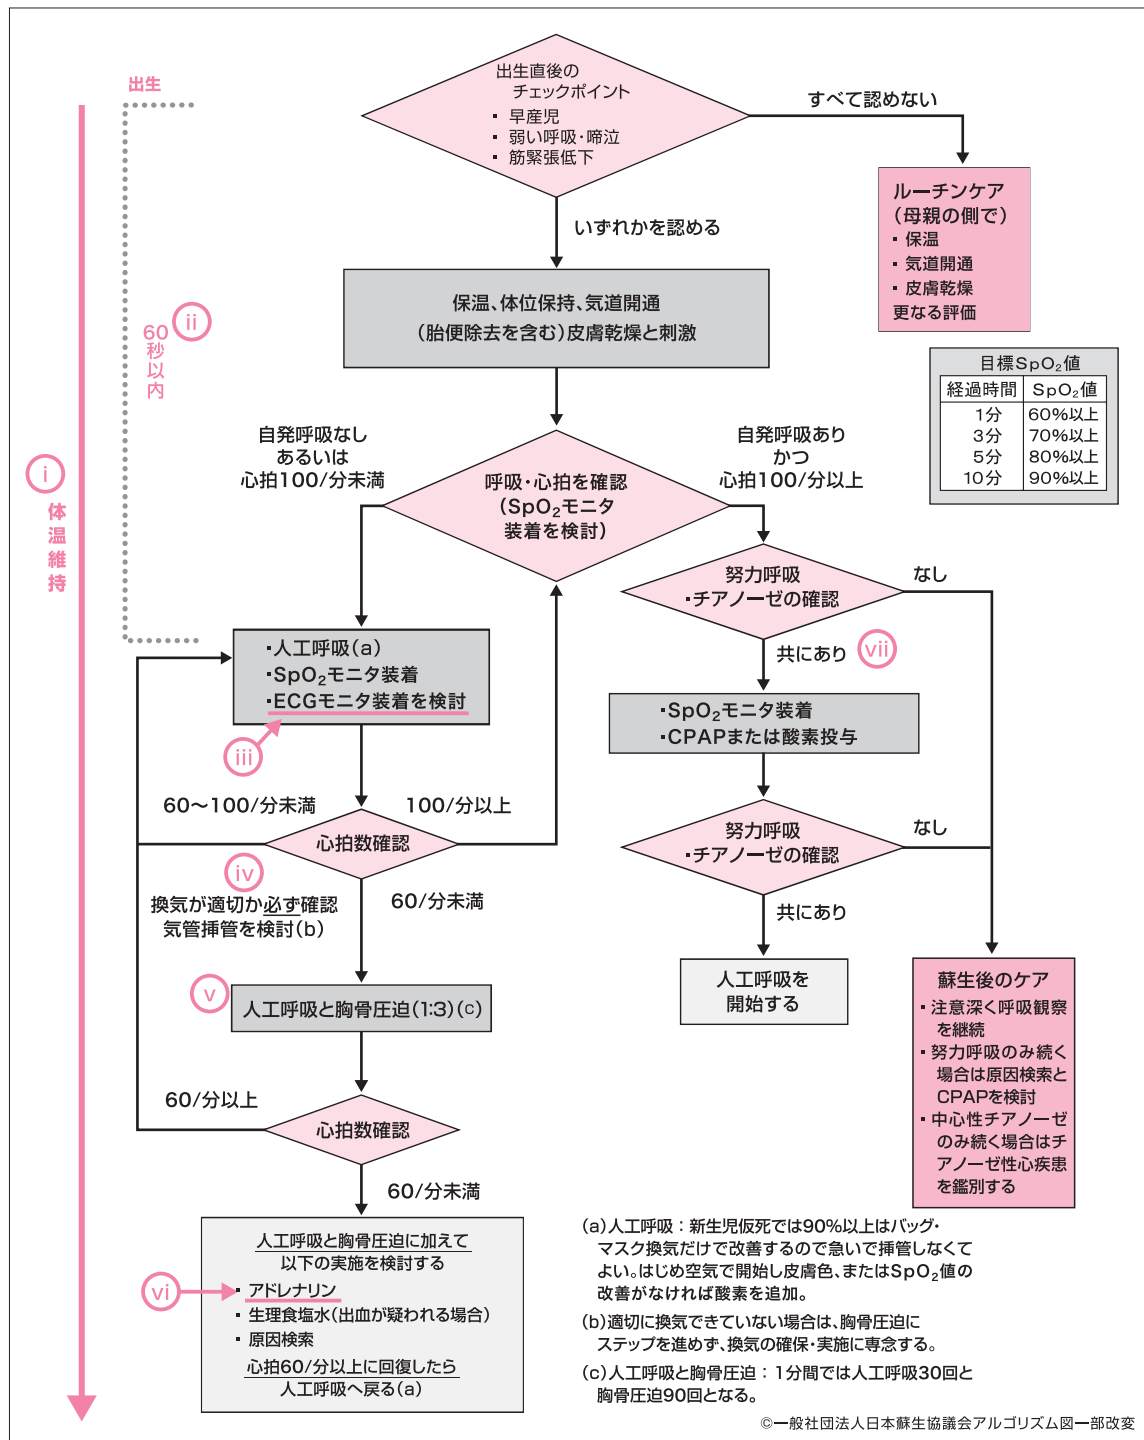 出生
出生直後の
チェックポイント
・早産児
・弱い呼吸・啼泣
・筋緊張低下
すべて認めない
ルーチンケア
(母親の側で)
・保温
・気道開通
・皮膚乾燥
更なる評価
いずれかを認める
保温、体位保持、気道開通
(胎便除去を含む)皮膚乾燥と刺激
ii
60秒以内
i
体温維持
目標SpO₂値
経過時間 SpO₂値
1分 60%以上
3分 70%以上
5分 80%以上
10分 90%以上
自発呼吸なし
あるいは
心拍100/分未満
呼吸・心拍を確認
(SpO₂モニタ
装着を検討)
自発呼吸あり
かつ
心拍100/分以上
努力呼吸
・チアノーゼの確認
なし
共にあり
vii
・人工呼吸(a)
・SpO₂モニタ装着
・ECGモニタ装着を検討
iii
・SpO₂モニタ装着
・CPAPまたは酸素投与
60〜100/分未満
100/分以上
心拍数確認
努力呼吸
・チアノーゼの確認
なし
共にあり
iv
換気が適切か必ず確認
気管挿管を検討(b)
60/分未満
v
人工呼吸と胸骨圧迫(1:3)(c)
人工呼吸を
開始する
蘇生後のケア
・注意深く呼吸観察
を継続
・努力呼吸のみ続く
場合は原因検索と
CPAPを検討
・中心性チアノーゼ
のみ続く場合はチ
アノーゼ性心疾患
を鑑別する
60/分以上
心拍数確認
60/分未満
人工呼吸と胸骨圧迫に加えて
以下の実施を検討する
vi
・アドレナリン
・生理食塩水(出血が疑われる場合)
・原因検索
心拍60/分以上に回復したら
人工呼吸へ戻る(a)
(a)人工呼吸:新生児仮死では90%以上はバッグ・
マスク換気だけで改善するので急いで挿管しなくて
よい。はじめ空気で開始し皮膚色、またはSpO₂値の
改善がなければ酸素を追加。
(b)適切に換気できていない場合は、胸骨圧迫に
ステップを進めず、換気の確保・実施に専念する。
(c)人工呼吸と胸骨圧迫:1分間では人工呼吸30回と
胸骨圧迫90回となる。
©一般社団法人日本蘇生協議会アルゴリズム図一部改変